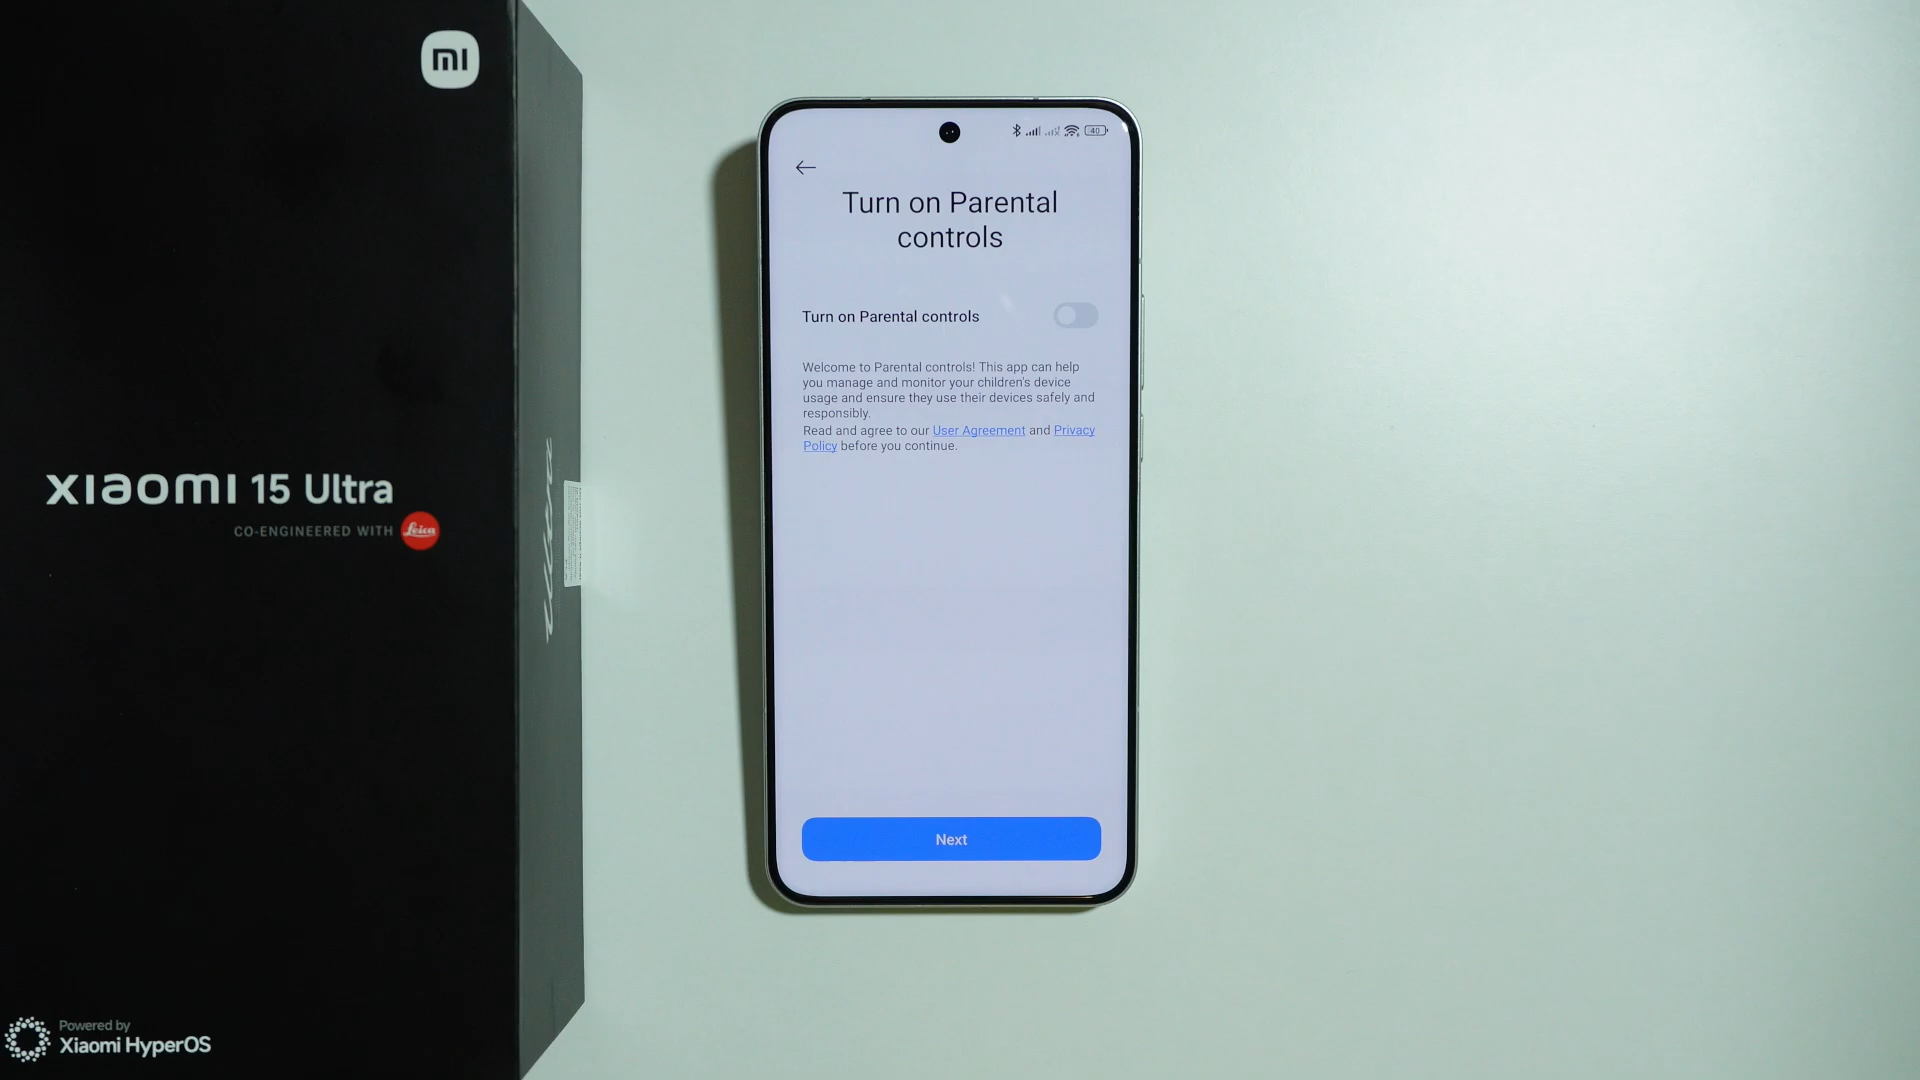 mi
xiaomi 15 Ultra
CO-ENGINEERED WITH Leica
Powered by
Xiaomi HyperOS
Ultra
40
Turn on Parental
controls
Turn on Parental controls
Welcome to Parental controls! This app can help
you manage and monitor your children's device
usage and ensure they use their devices safely and
responsibly.
Read and agree to our User Agreement and Privacy
Policy before you continue.
Next